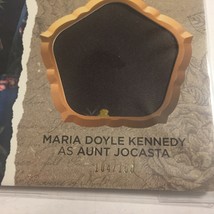 MARIA DOYLE KENNEDY
AS AUNT JOCASTA